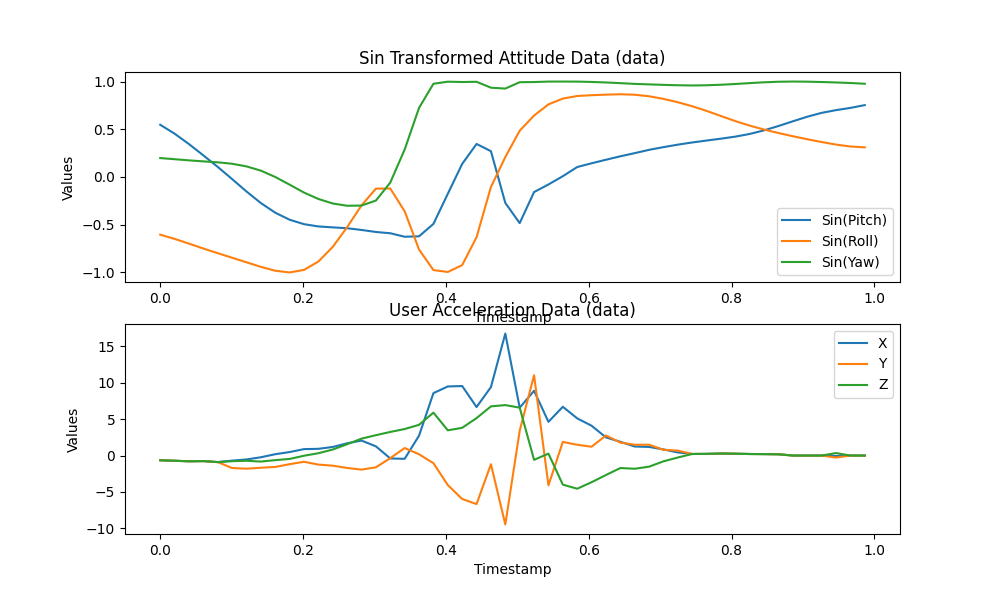 Sin Transformed Attitude Data (data)
Values
1.0
0.5
0.0
−0.5
−1.0
Sin(Pitch)
Sin(Roll)
Sin(Yaw)
0.0 0.2 0.4 0.6 0.8 1.0
Timestamp
User Acceleration Data (data)
Values
15
10
5
0
−5
−10
X
Y
Z
0.0 0.2 0.4 0.6 0.8 1.0
Timestamp